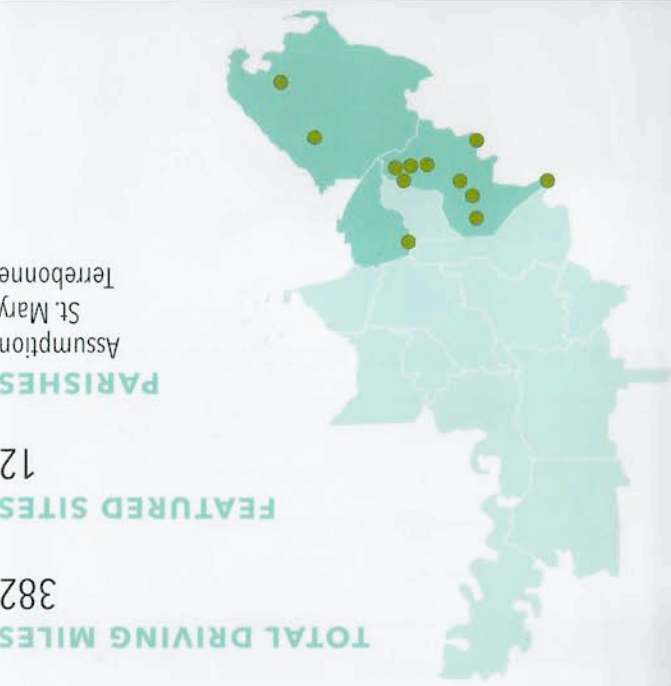 TOTAL DRIVING MILES
382
FEATURED SITES
12
PARISHES
Assumption
St. Mary
Terrebonne